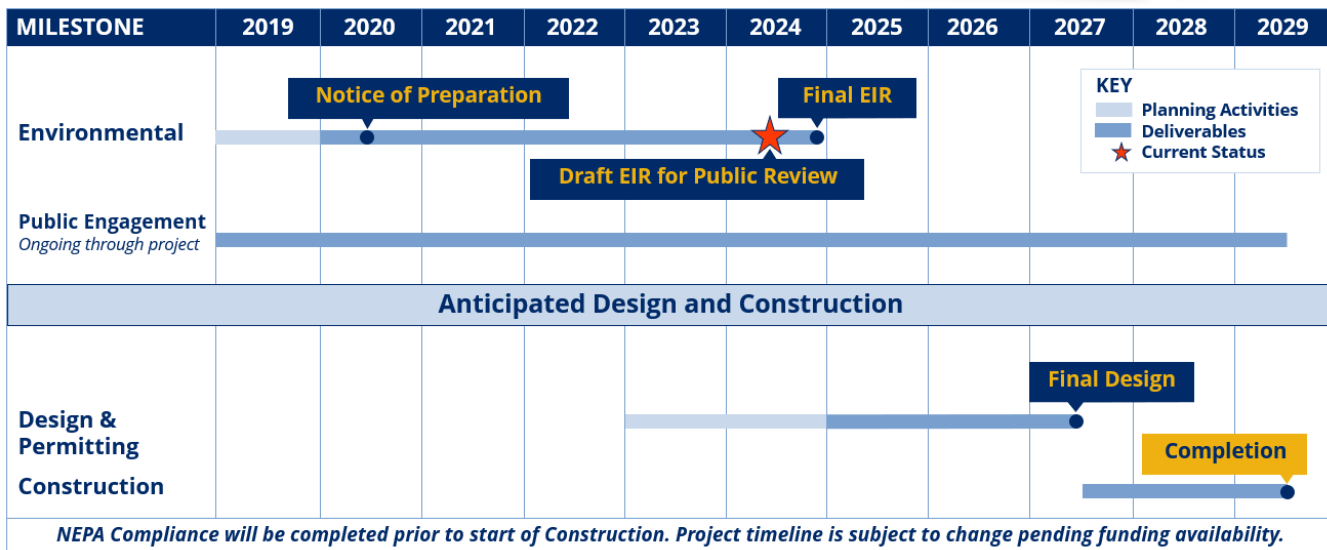 MILESTONE 2019 2020 2021 2022 2023 2024 2025 2026 2027 2028 2029
KEY
Planning Activities
Deliverables
Current Status
Notice of Preparation
Final EIR
Environmental
Draft EIR for Public Review
Public Engagement
Ongoing through project
Anticipated Design and Construction
Final Design
Design &
Permitting
Completion
Construction
NEPA Compliance will be completed prior to start of Construction. Project timeline is subject to change pending funding availability.